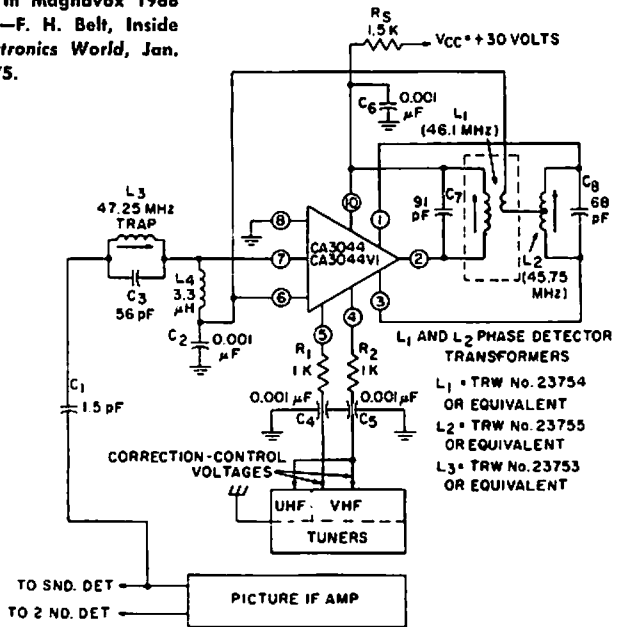 in Magnavox 1968
—F. H. Belt, Inside
ctronics World, Jan.
75.
RS
1.5 K
VCC = +30 VOLTS
C6
0.001
µF
L1
(46.1 MHz)
L3
47.25 MHz
TRAP
C3
56 pF
L4
3.3
µH
C2
0.001
µF
C1
1.5 pF
8
7
6
10
1
2
3
5
4
CA3044
CA3044VI
91
pF
C7
C8
68
pF
L2
(45.75
MHZ)
R1
1 K
R2
1K
0.001 µF
0.001 µF
C4
C5
L1 AND L2 PHASE DETECTOR
TRANSFORMERS
L1 = TRW No. 23754
OR EQUIVALENT
L2= TRW No. 23755
OR EQUIVALENT
L3= TRW No. 23753
OR EQUIVALENT
CORRECTION-CONTROL
VOLTAGES
UHF
VHF
TUNERS
TO SND. DET
TO 2 ND. DET
PICTURE IF AMP